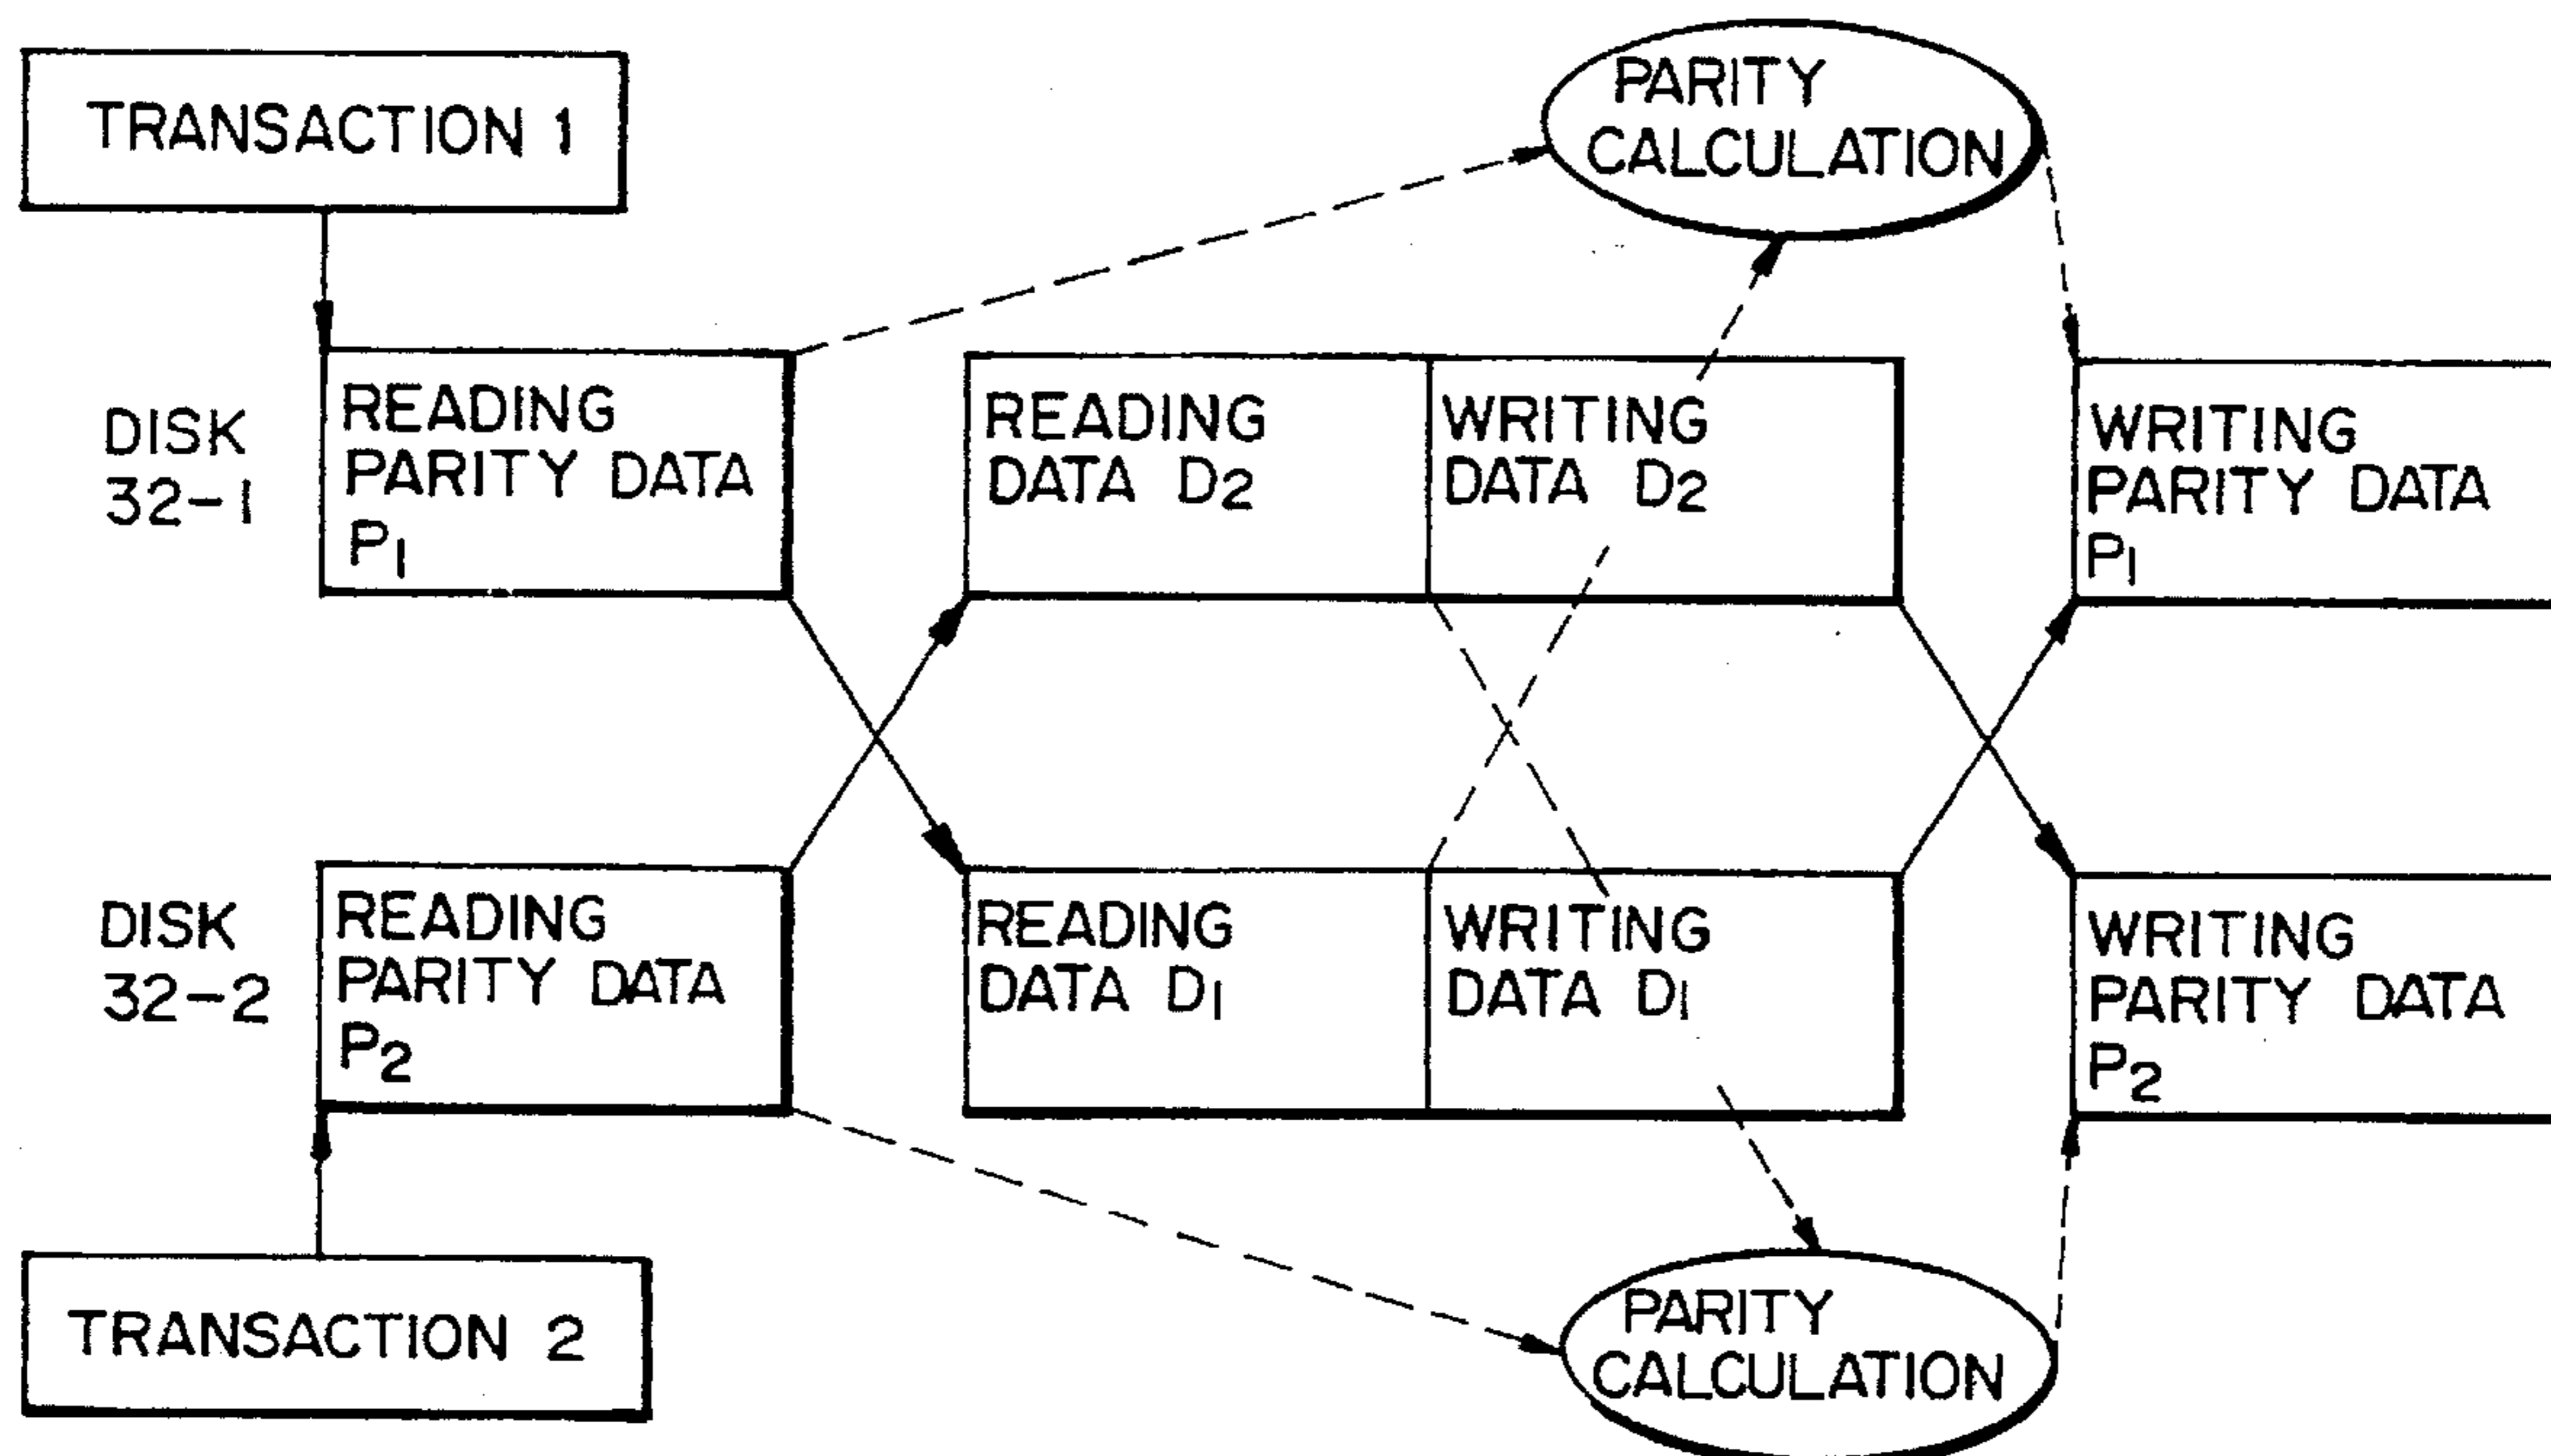 TRANSACTION 1
PARITY
CALCULATION
DISK
32-1
READING
PARITY DATA
P1
READING
DATA D2
WRITING
DATA D2
WRITING
PARITY DATA
P1
DISK
32-2
READING
PARITY DATA
P2
READING
DATA D1
WRITING
DATA D1
WRITING
PARITY DATA
P2
TRANSACTION 2
PARITY
CALCULATION